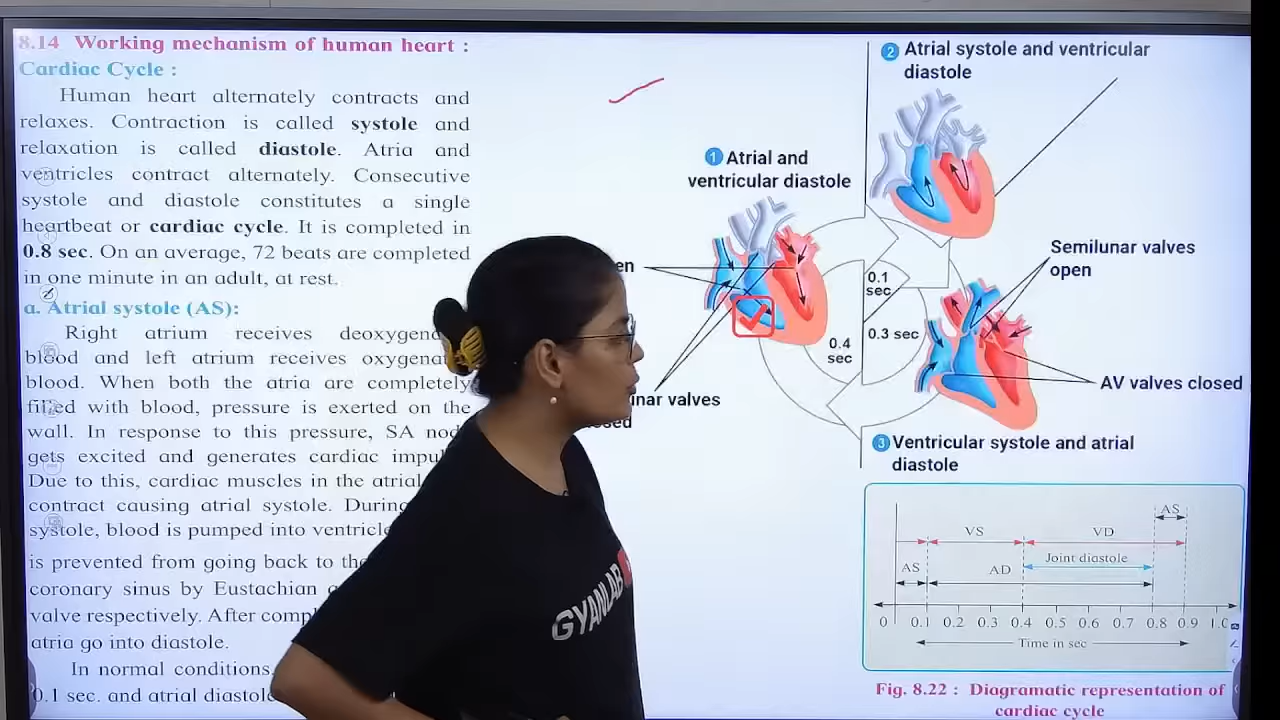 8.14 Working mechanism of human heart :
Cardiac Cycle :
Human heart alternately contracts and
relaxes. Contraction is called systole and
relaxation is called diastole. Atria and
ventricles contract alternately. Consecutive
systole and diastole constitutes a single
heartbeat or cardiac cycle. It is completed in
0.8 sec. On an average, 72 beats are completed
in one minute in an adult, at rest.
a. Atrial systole (AS):
Right atrium receives deoxygena
blood and left atrium receives oxygena
blood. When both the atria are completely
filled with blood, pressure is exerted on the
wall. In response to this pressure, SA nod
gets excited and generates cardiac impu
Due to this, cardiac muscles in the atrial
contract causing atrial systole. During
systole, blood is pumped into ventricle
is prevented from going back to the
coronary sinus by Eustachian
valve respectively. After comp
atria go into diastole.
In normal conditions,
0.1 sec. and atrial diastole
1 Atrial and
ventricular diastole
en
nar valves
osed
2 Atrial systole and ventricular
diastole
Semilunar valves
open
0.1
sec
0.3 sec
0.4
sec
AV valves closed
3 Ventricular systole and atrial
diastole
AS
VS VD
Joint diastole
AS AD
0 0.1 0.2 0.3 0.4 0.5 0.6 0.7 0.8 0.9 1.0
Time in sec
Fig. 8.22 : Diagramatic representation of
cardiac cycle
GYANLAB